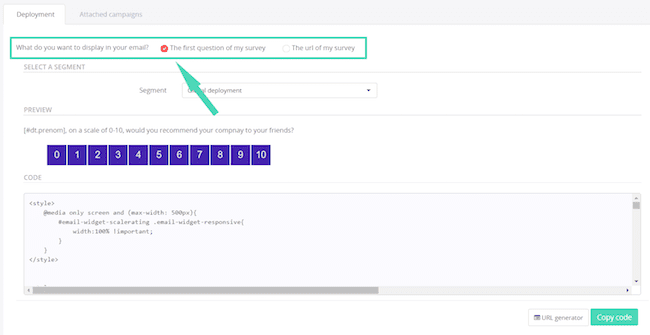 Deployment Attached campaigns
What do you want to display in your email? The first question of my survey The url of my survey
SELECT A SEGMENT
Segment deployment
PREVIEW
[#dt.prenom], on a scale of 0-10, would you recommend your compnay to your friends?
0 1 2 3 4 5 6 7 8 9 10
CODE
<style>
@media only screen and (max-width: 500px){
#email-widget-scalerating .email-widget-responsive{
width:100% !important;
}
}
</style>
URL generator Copy code